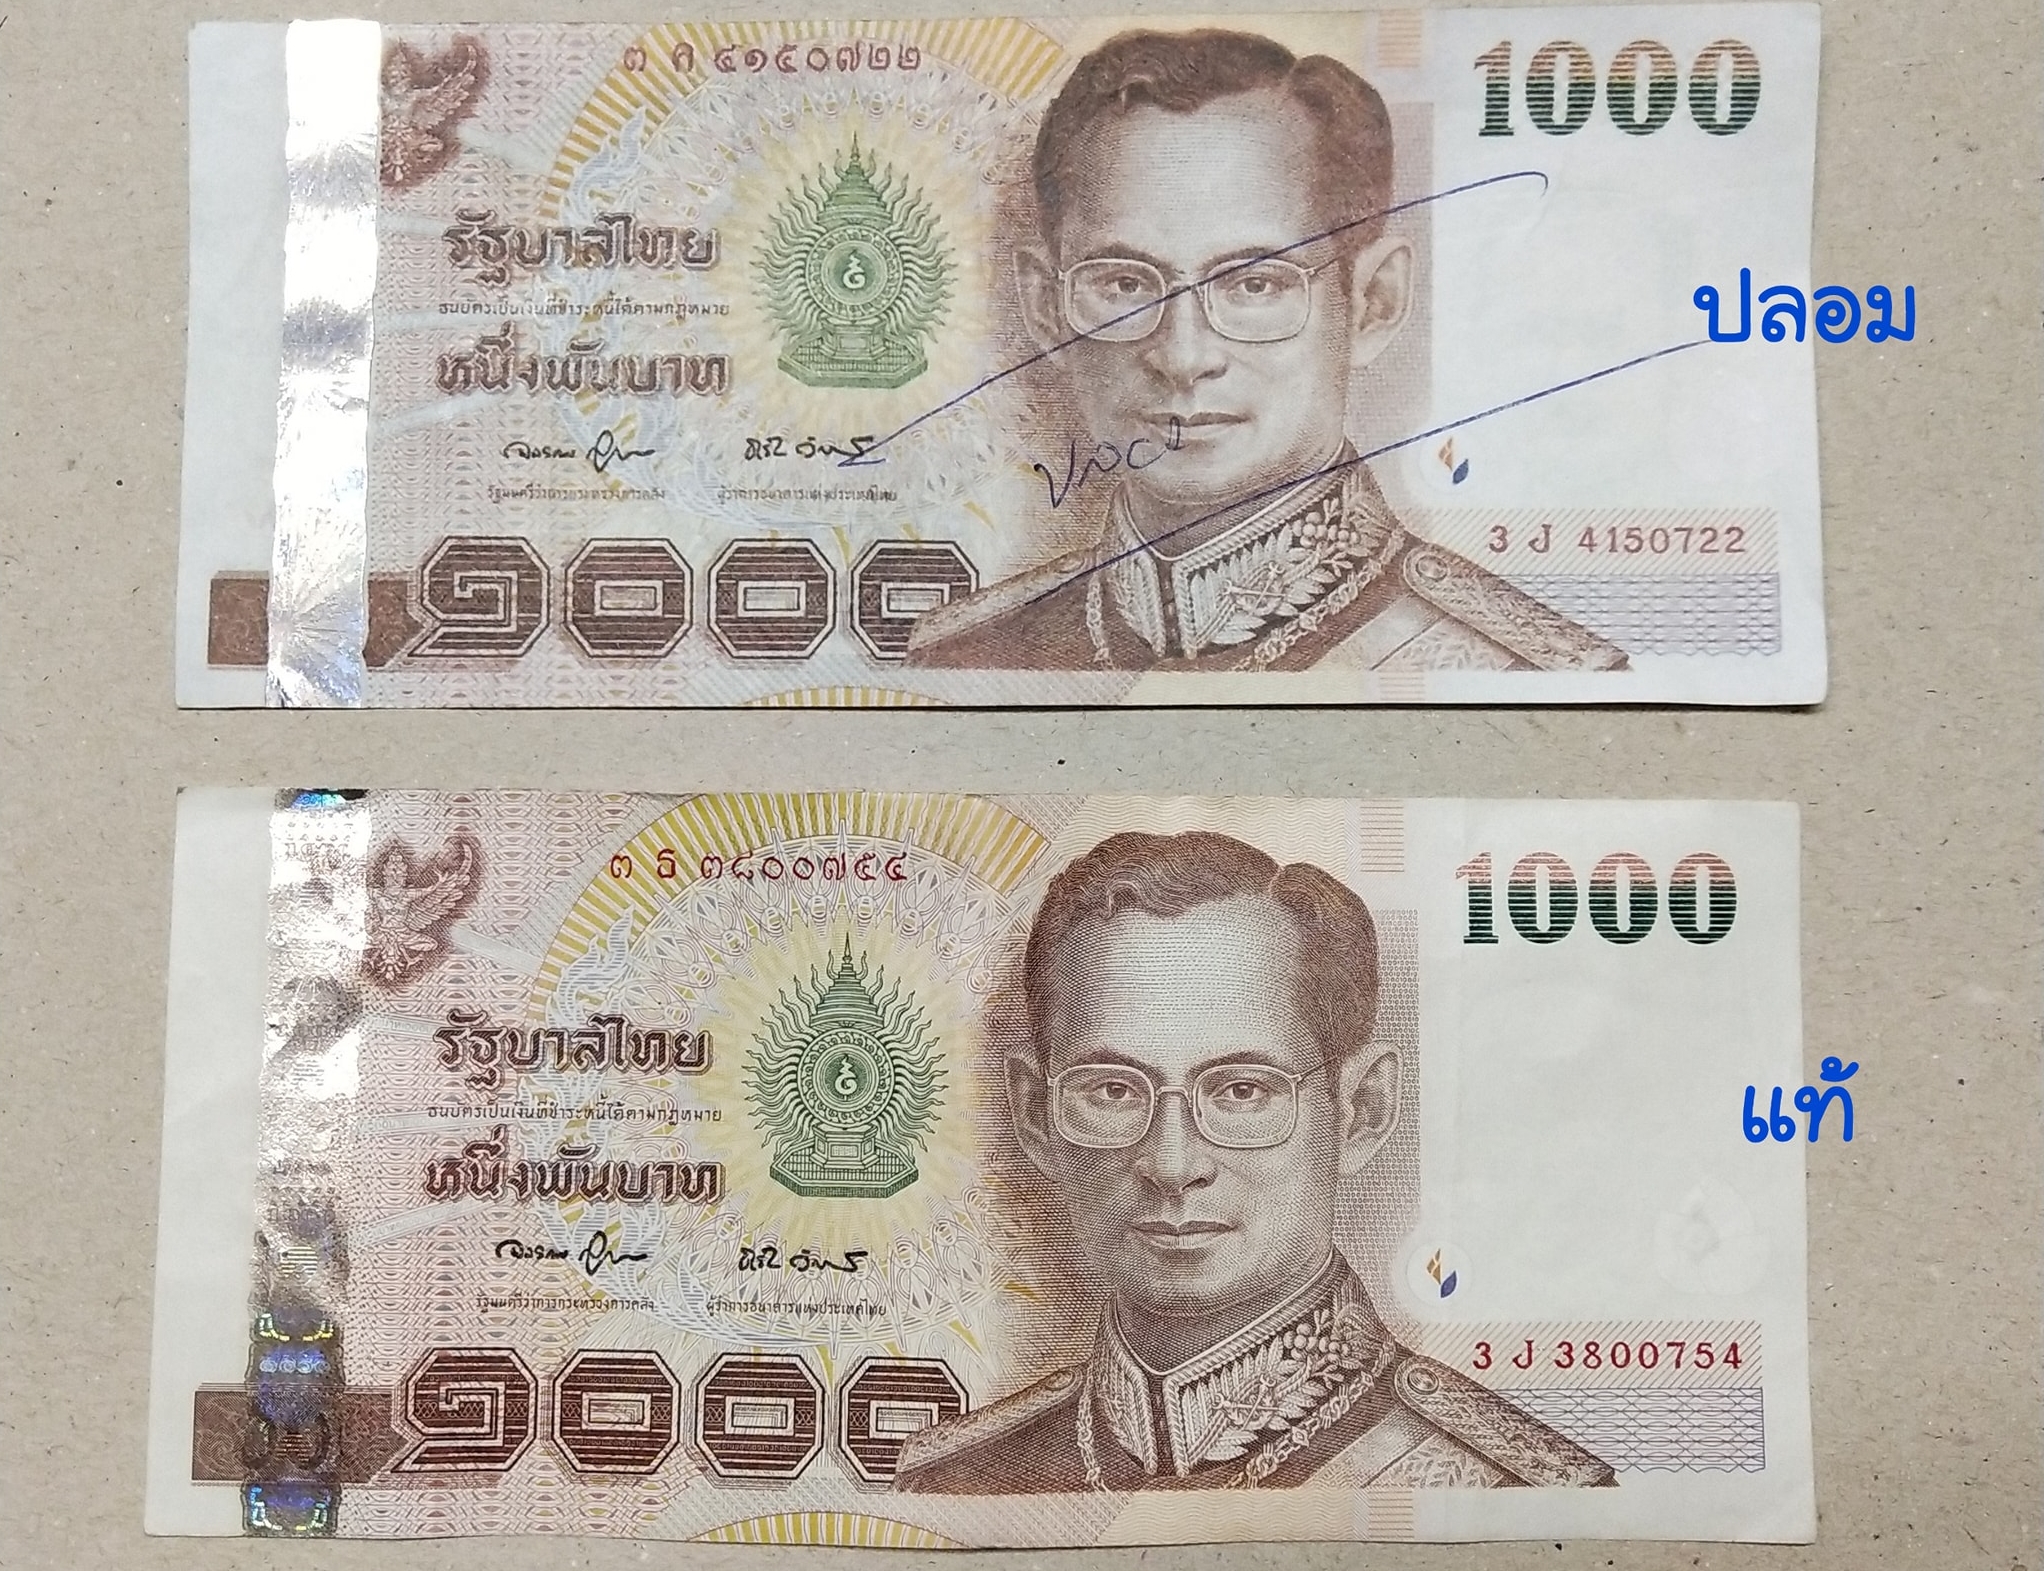 ๓ ค ๔๑๕๐๗๒๒
1000
รัฐบาลไทย
ธนบัตรเป็นเงินที่ชำระหนี้ได้ตามกฎหมาย
หนึ่งพันบาท
ปลอม
รัฐมนตรีว่าการกระทรวงการคลัง ผู้ว่าการธนาคารแห่งประเทศไทย
3 J 4150722
๑๐๐๐
๓ ธ ๓๘๐๐๗๕๔
1000
รัฐบาลไทย
ธนบัตรเป็นเงินที่ชำระหนี้ได้ตามกฎหมาย
หนึ่งพันบาท
แท้
รัฐมนตรีว่าการกระทรวงการคลัง ผู้ว่าการธนาคารแห่งประเทศไทย
3 J 3800754
๑๐๐๐